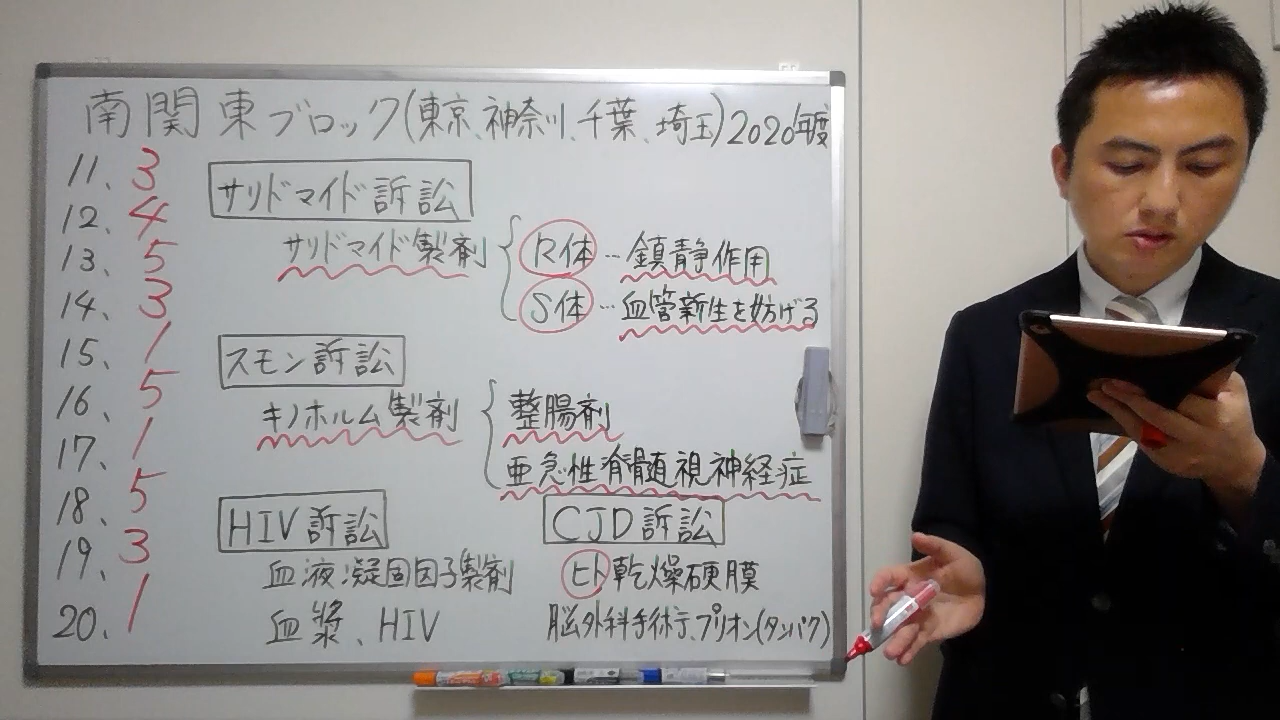 南関東ブロック(東京、神奈川、千葉、埼玉)2020年度
11、3
12、4
13、5
14、3
15、1
16、5
17、1
18、5
19、3
20、1
サリドマイド訴訟
サリドマイド製剤
R体…鎮静作用
S体…血管新生を妨げる
スモン訴訟
キノホルム製剤
整腸剤
亜急性脊髄視神経症
HIV訴訟
血液凝固因子製剤
血漿、HIV
CJD訴訟
ヒト乾燥硬膜
脳外科手術、プリオン(タンパク)